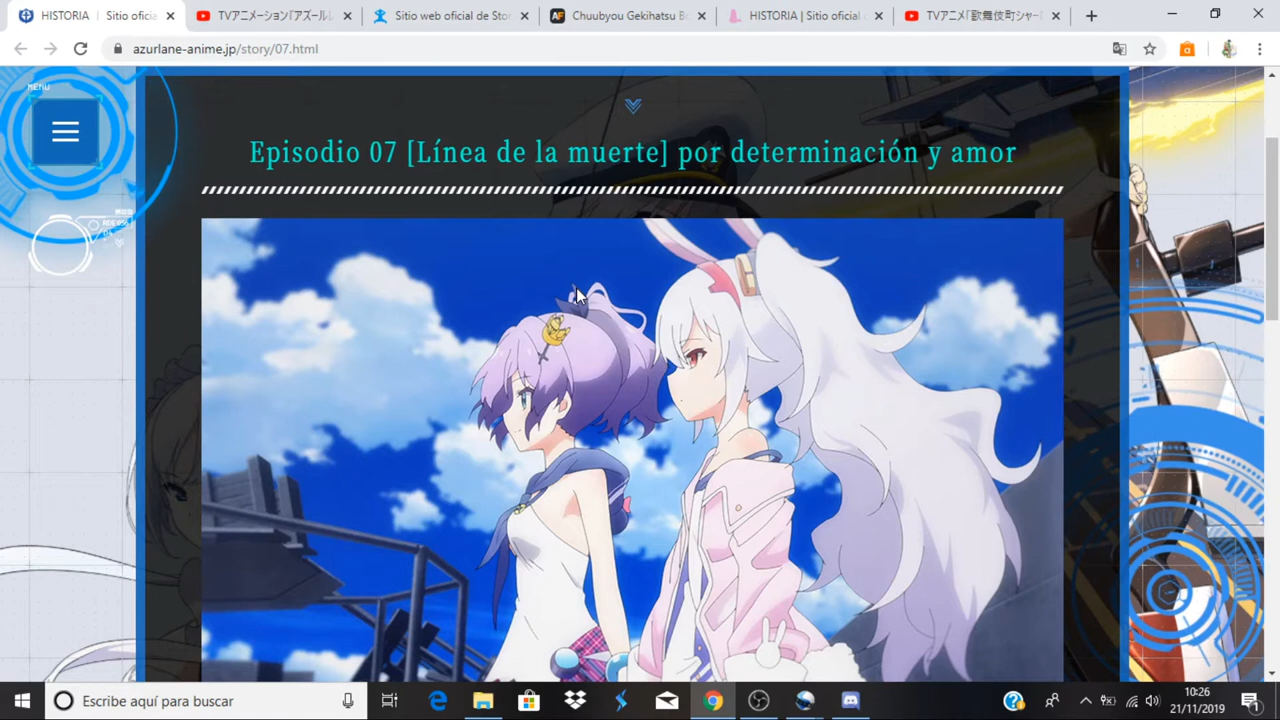 HISTORIA | Sitio oficia
TVアニメーション『アズールレ
Sitio web oficial de Stor
Chuubyou Gekihatsu Bo
HISTORIA | Sitio oficial
TVアニメ「歌舞伎町シャー
azurlane-anime.jp/story/07.html
MENU
Episodio 07 [Línea de la muerte] por determinación y amor
Escribe aquí para buscar
10:26
21/11/2019
1